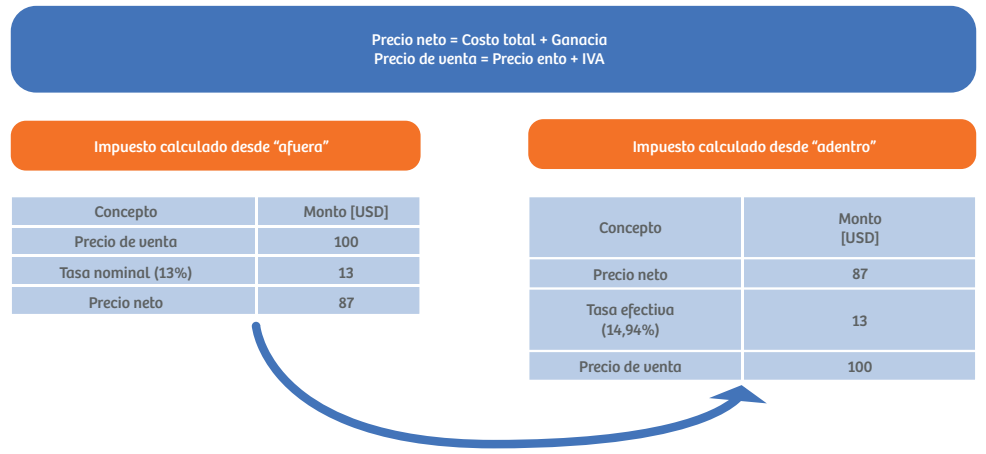 Precio neto = Costo total + Ganacia
Precio de venta = Precio ento + IVA
Impuesto calculado desde “afuera”
Concepto Monto [USD]
Precio de venta 100
Tasa nominal (13%) 13
Precio neto 87
Impuesto calculado desde “adentro”
Concepto Monto
[USD]
Precio neto 87
Tasa efectiva
(14,94%) 13
Precio de venta 100